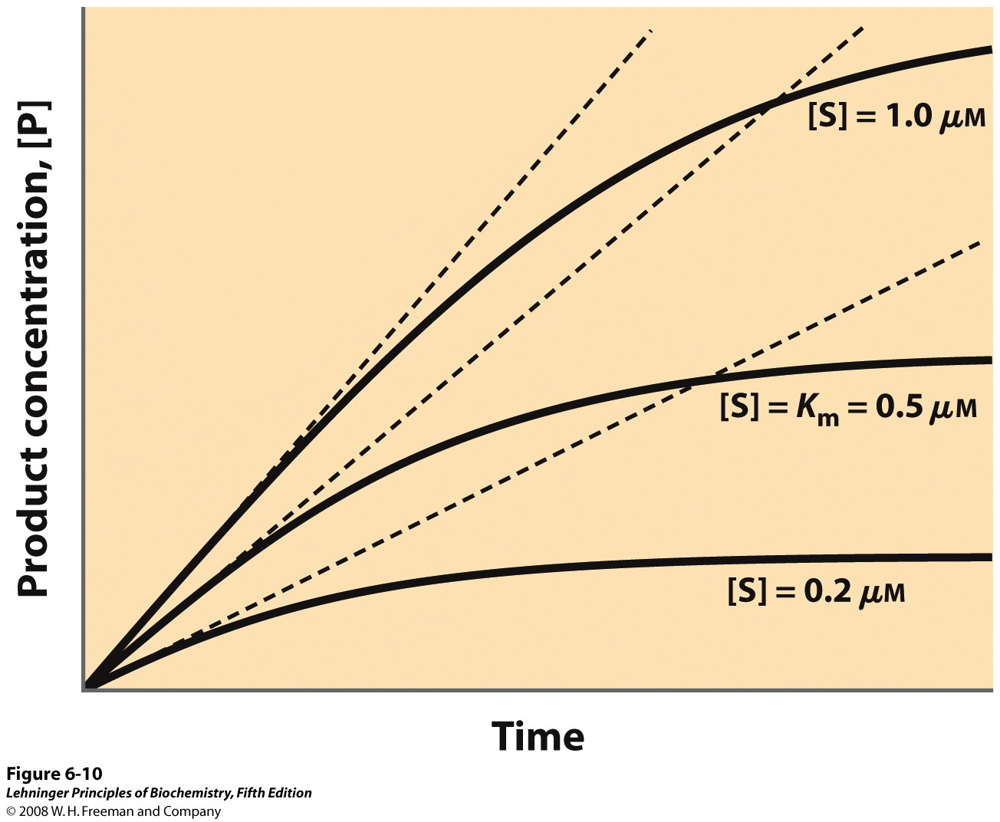 Product concentration, [P]
[S] = 1.0 μM
[S] = Km = 0.5 μM
[S] = 0.2 μM
Time
Figure 6-10
Lehninger Principles of Biochemistry, Fifth Edition
© 2008 W. H. Freeman and Company